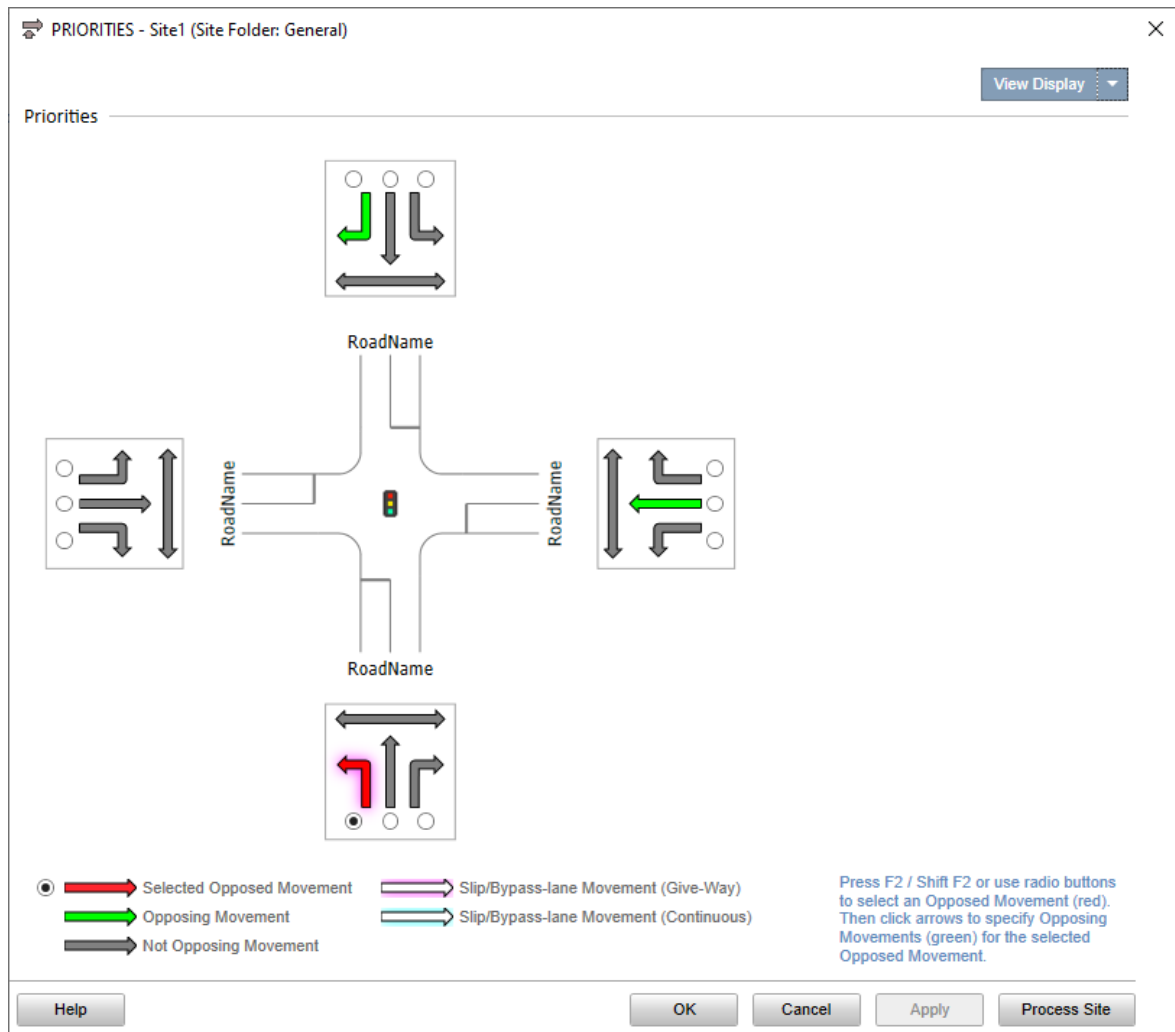 PRIORITIES - Site1 (Site Folder: General)
View Display
Priorities
RoadName
RoadName
RoadName
RoadName
Selected Opposed Movement
Opposing Movement
Not Opposing Movement
Slip/Bypass-lane Movement (Give-Way)
Slip/Bypass-lane Movement (Continuous)
Press F2 / Shift F2 or use radio buttons
to select an Opposed Movement (red).
Then click arrows to specify Opposing
Movements (green) for the selected
Opposed Movement.
Help
OK
Cancel
Apply
Process Site